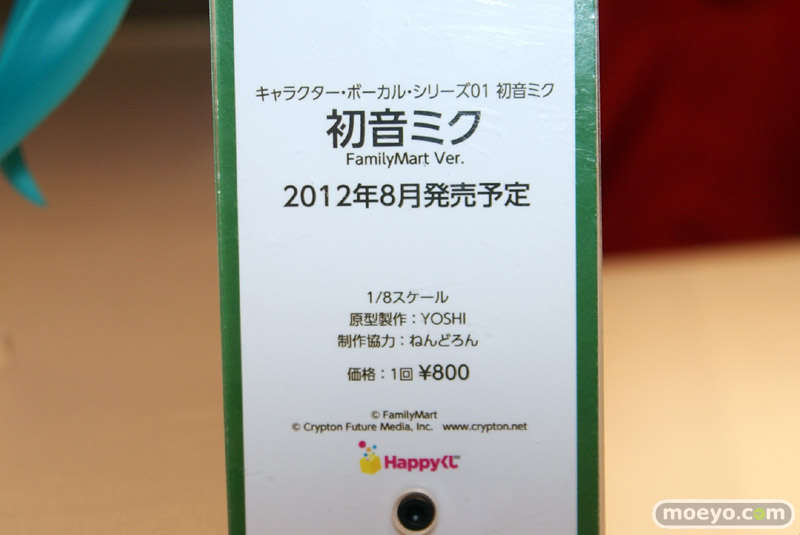 キャラクター・ボーカル・シリーズ01 初音ミク
初音ミク
FamilyMart Ver.
2012年8月発売予定
1/8スケール
原型製作：YOSHI
制作協力：ねんどろん
価格：1回 ¥800
© FamilyMart
© Crypton Future Media, Inc. www.crypton.net
Happyくじ
moeyo.com